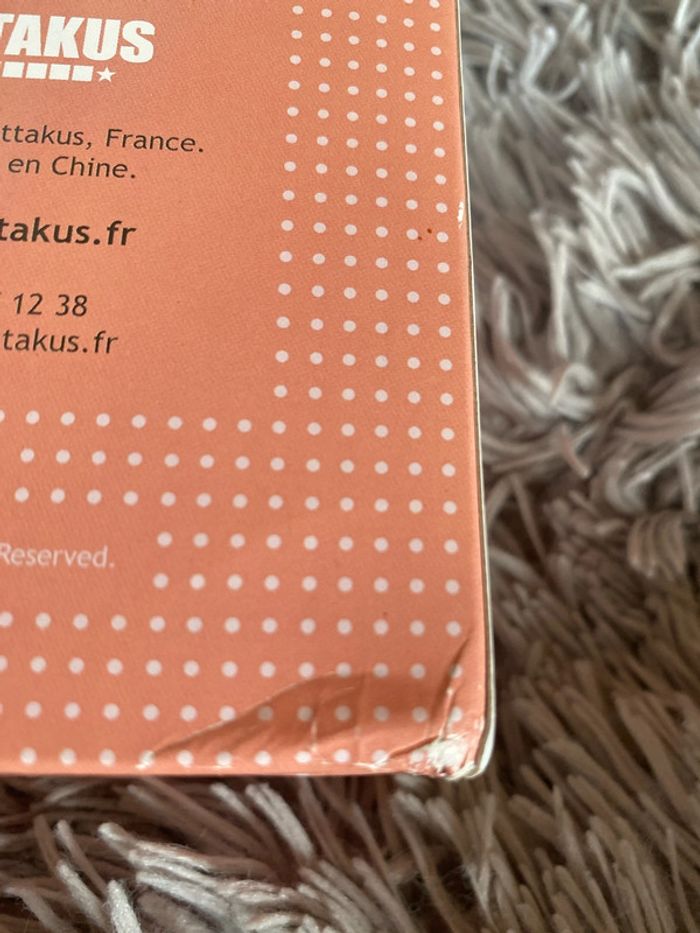 TAKUS
ttakus, France.
en Chine.
takus.fr
12 38
takus.fr
Reserved.